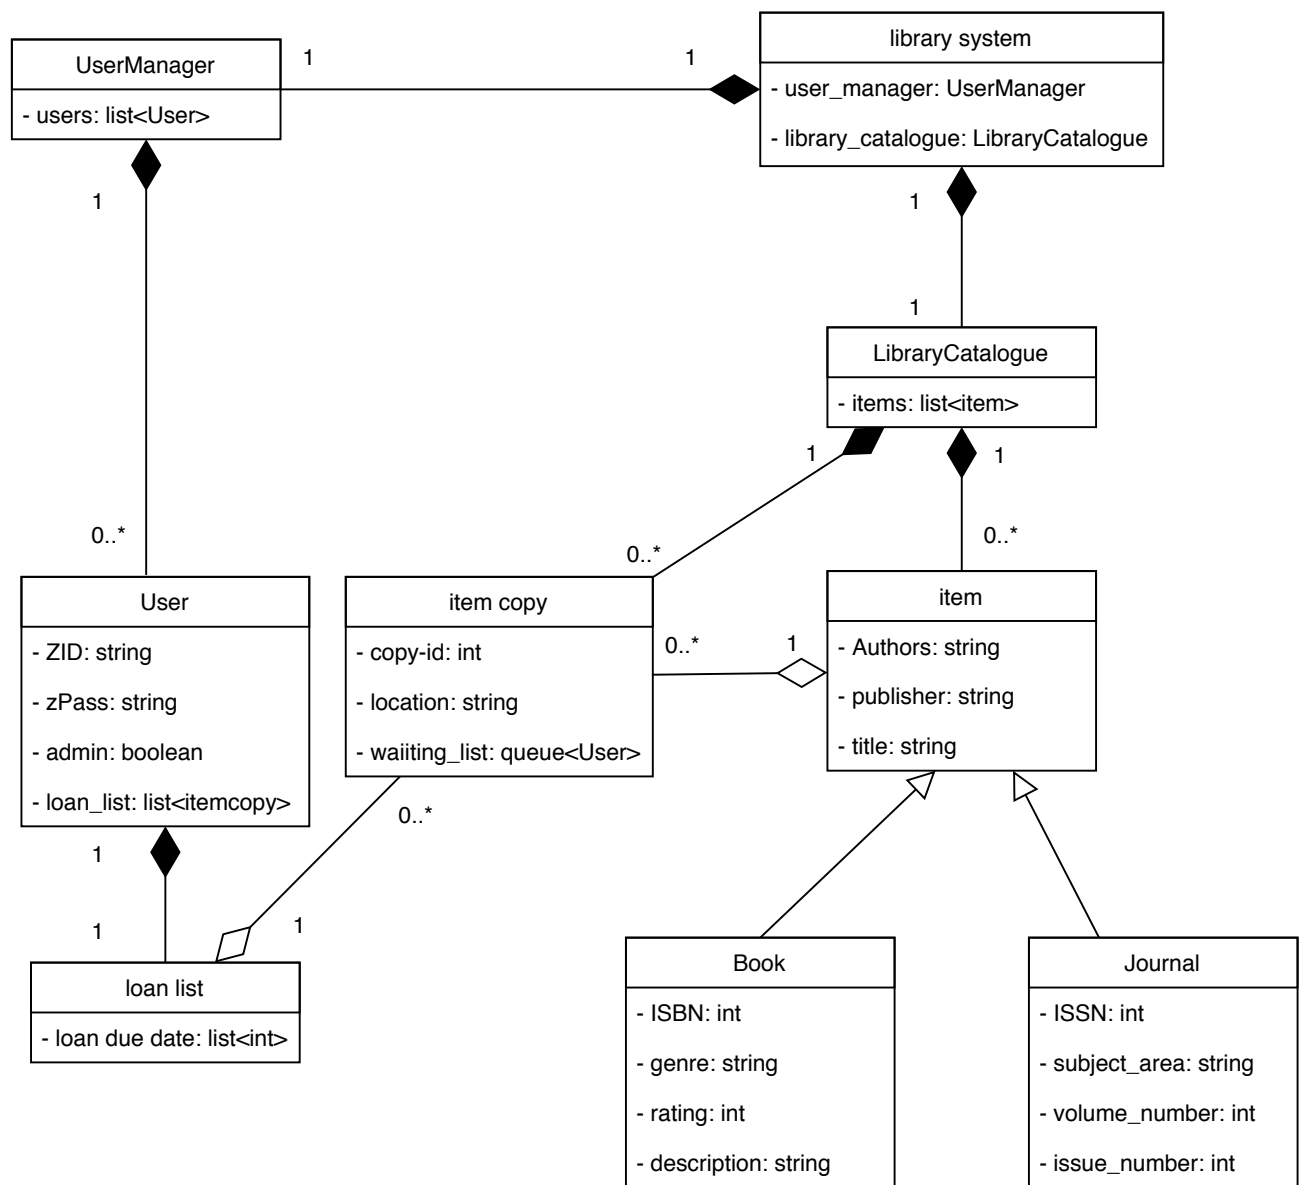 UserManager
- users: list<User>
1
1
library system
- user_manager: UserManager
- library_catalogue: LibraryCatalogue
1
1
1
LibraryCatalogue
- items: list<item>
1
1
0..*
0..*
0..*
User
- ZID: string
- zPass: string
- admin: boolean
- loan_list: list<itemcopy>
item copy
- copy-id: int
- location: string
- waiiting_list: queue<User>
0..*
1
item
- Authors: string
- publisher: string
- title: string
0..*
1
1
1
loan list
- loan due date: list<int>
Book
- ISBN: int
- genre: string
- rating: int
- description: string
Journal
- ISSN: int
- subject_area: string
- volume_number: int
- issue_number: int